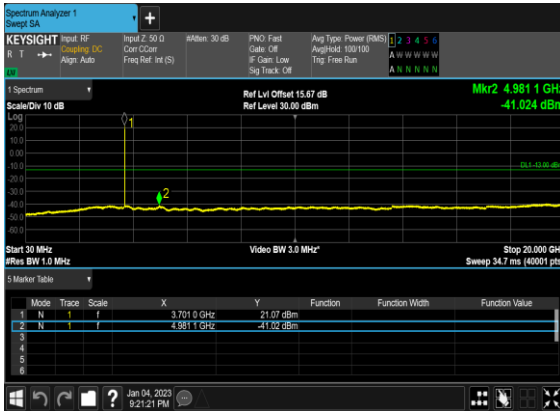 Spectrum Analyzer 1
Swept SA
KEYSIGHT
R T
Input: RF
Coupling: DC
Align: Auto
Input Z: 50 Ω
Corr CCorr
Freq Ref: Int (S)
#Atten: 30 dB
PNO: Fast
Gate: Off
IF Gain: Low
Sig Track: Off
Avg Type: Power (RMS)
Avg|Hold: 100/100
Trig: Free Run
1 2 3 4 5 6
A W W W W W
A N N N N N
1 Spectrum
Scale/Div 10 dB
Ref Lvl Offset 15.67 dB
Ref Level 30.00 dBm
Mkr2 4.981 1 GHz
-41.024 dBm
Log
20.0
10.0
0.00
-10.0
-20.0
-30.0
-40.0
-50.0
-60.0
1
2
DL1 -13.00 dBm
Start 30 MHz
#Res BW 1.0 MHz
Video BW 3.0 MHz*
Stop 20.000 GHz
Sweep 34.7 ms (40001 pts)
5 Marker Table
Mode Trace Scale X Y Function Function Width Function Value
1 N 1 f 3.701 0 GHz 21.07 dBm
2 N 1 f 4.981 1 GHz -41.02 dBm
3
4
5
6
?
Jan 04, 2023
9:21:21 PM